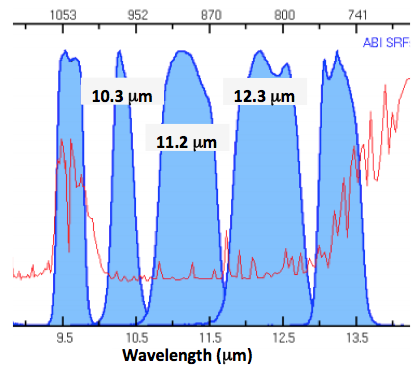 1053 952 870 800 741
ABI SRF
10.3 µm 12.3 µm
11.2 µm
9.5 10.5 11.5 12.5 13.5
Wavelength (µm)